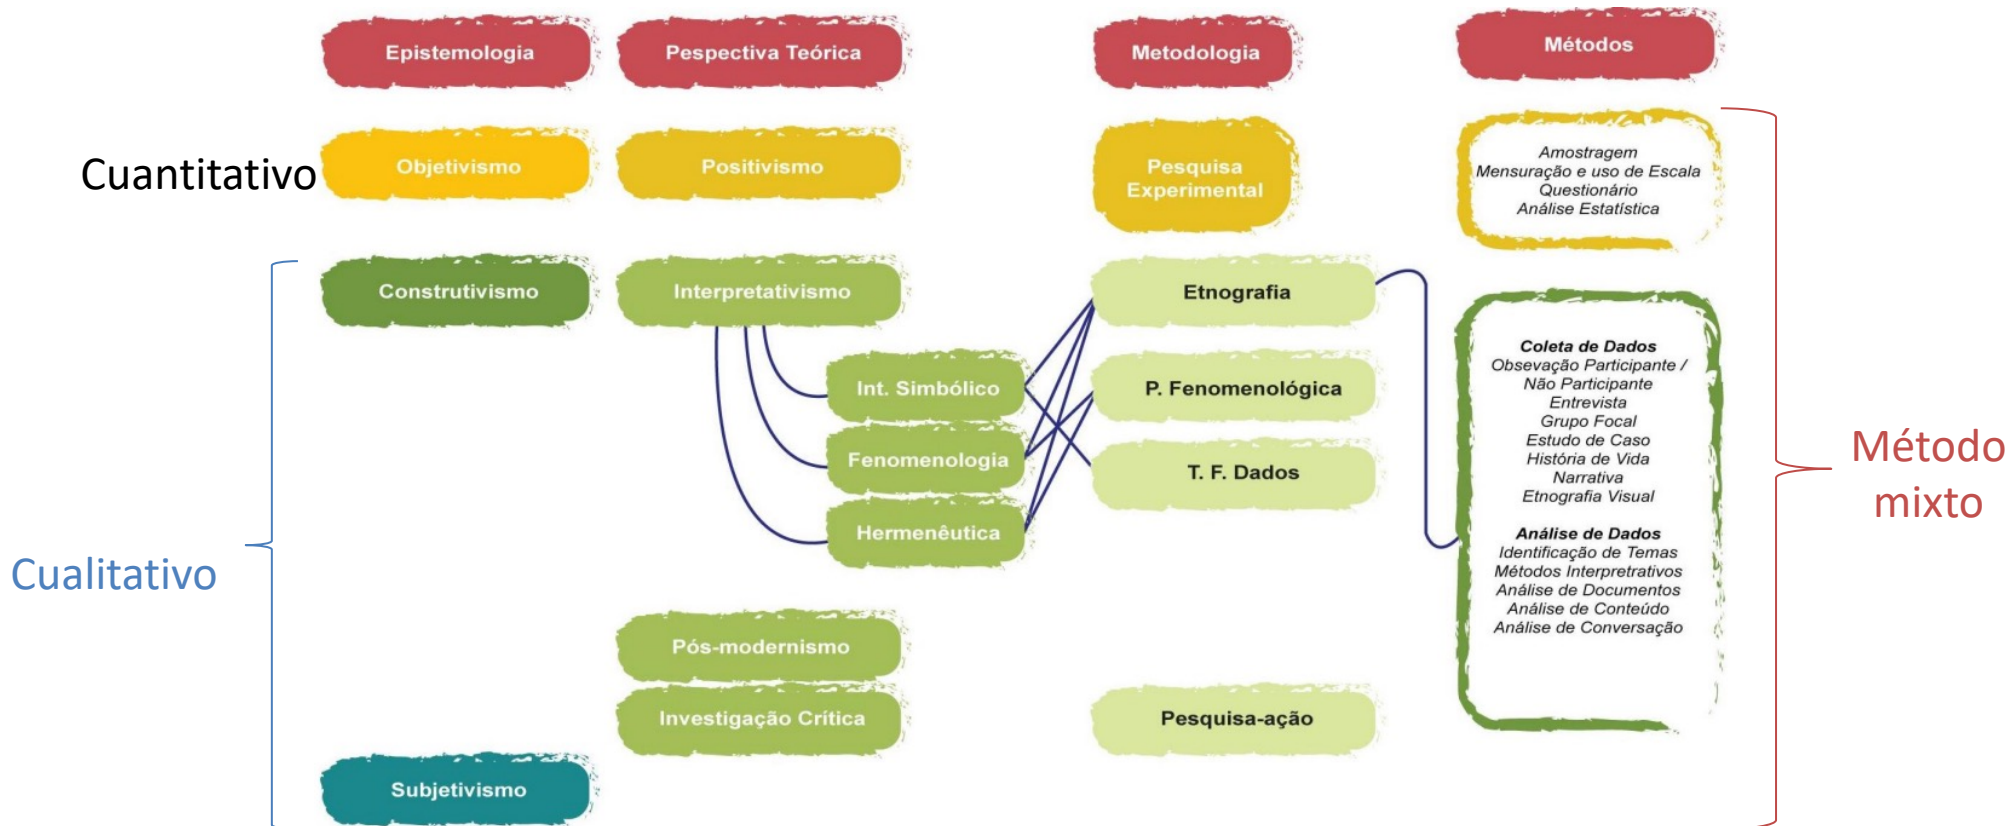 Epistemologia
Pespectiva Teórica
Metodologia
Métodos
Cuantitativo
Objetivismo
Positivismo
Pesquisa
Experimental
Amostragem
Mensuração e uso de Escala
Questionário
Análise Estatística
Cualitativo
Construtivismo
Interpretativismo
Int. Simbólico
Fenomenologia
Hermenêutica
Etnografia
P. Fenomenológica
T. F. Dados
Coleta de Dados
Obsevação Participante /
Não Participante
Entrevista
Grupo Focal
Estudo de Caso
História de Vida
Narrativa
Etnografia Visual
Análise de Dados
Identificação de Temas
Métodos Interpretrativos
Análise de Documentos
Análise de Conteúdo
Análise de Conversação
Método
mixto
Pós-modernismo
Investigação Crítica
Pesquisa-ação
Subjetivismo